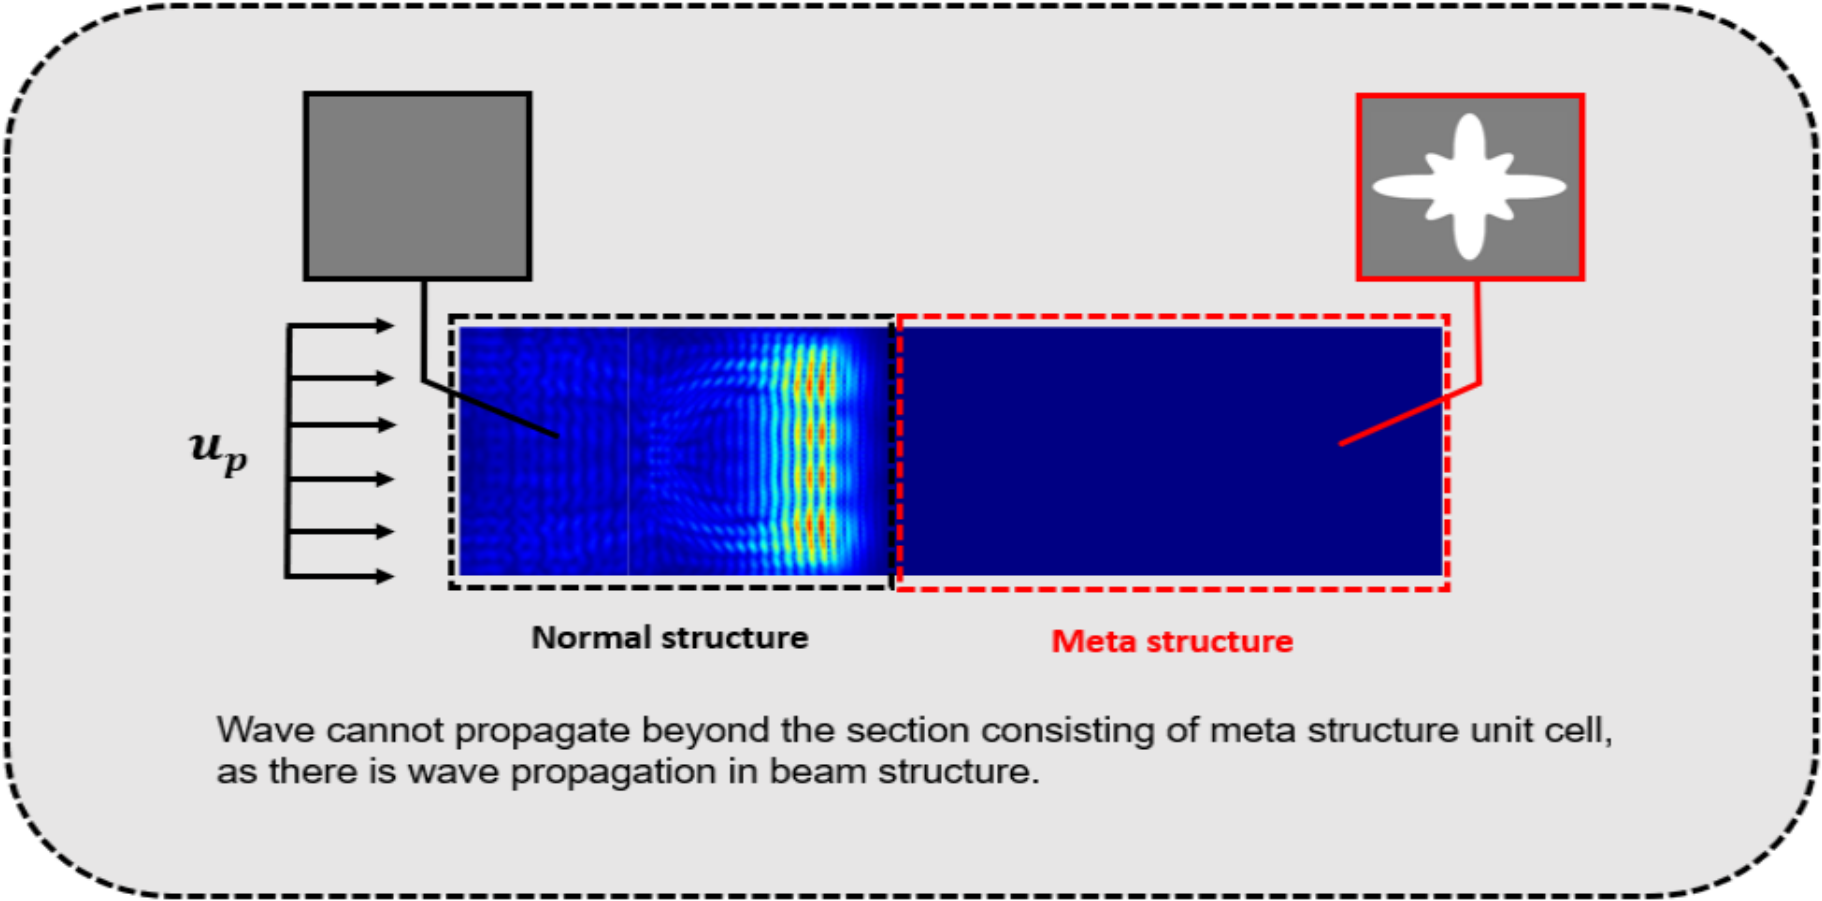 u_p
Normal structure
Meta structure
Wave cannot propagate beyond the section consisting of meta structure unit cell,
as there is wave propagation in beam structure.